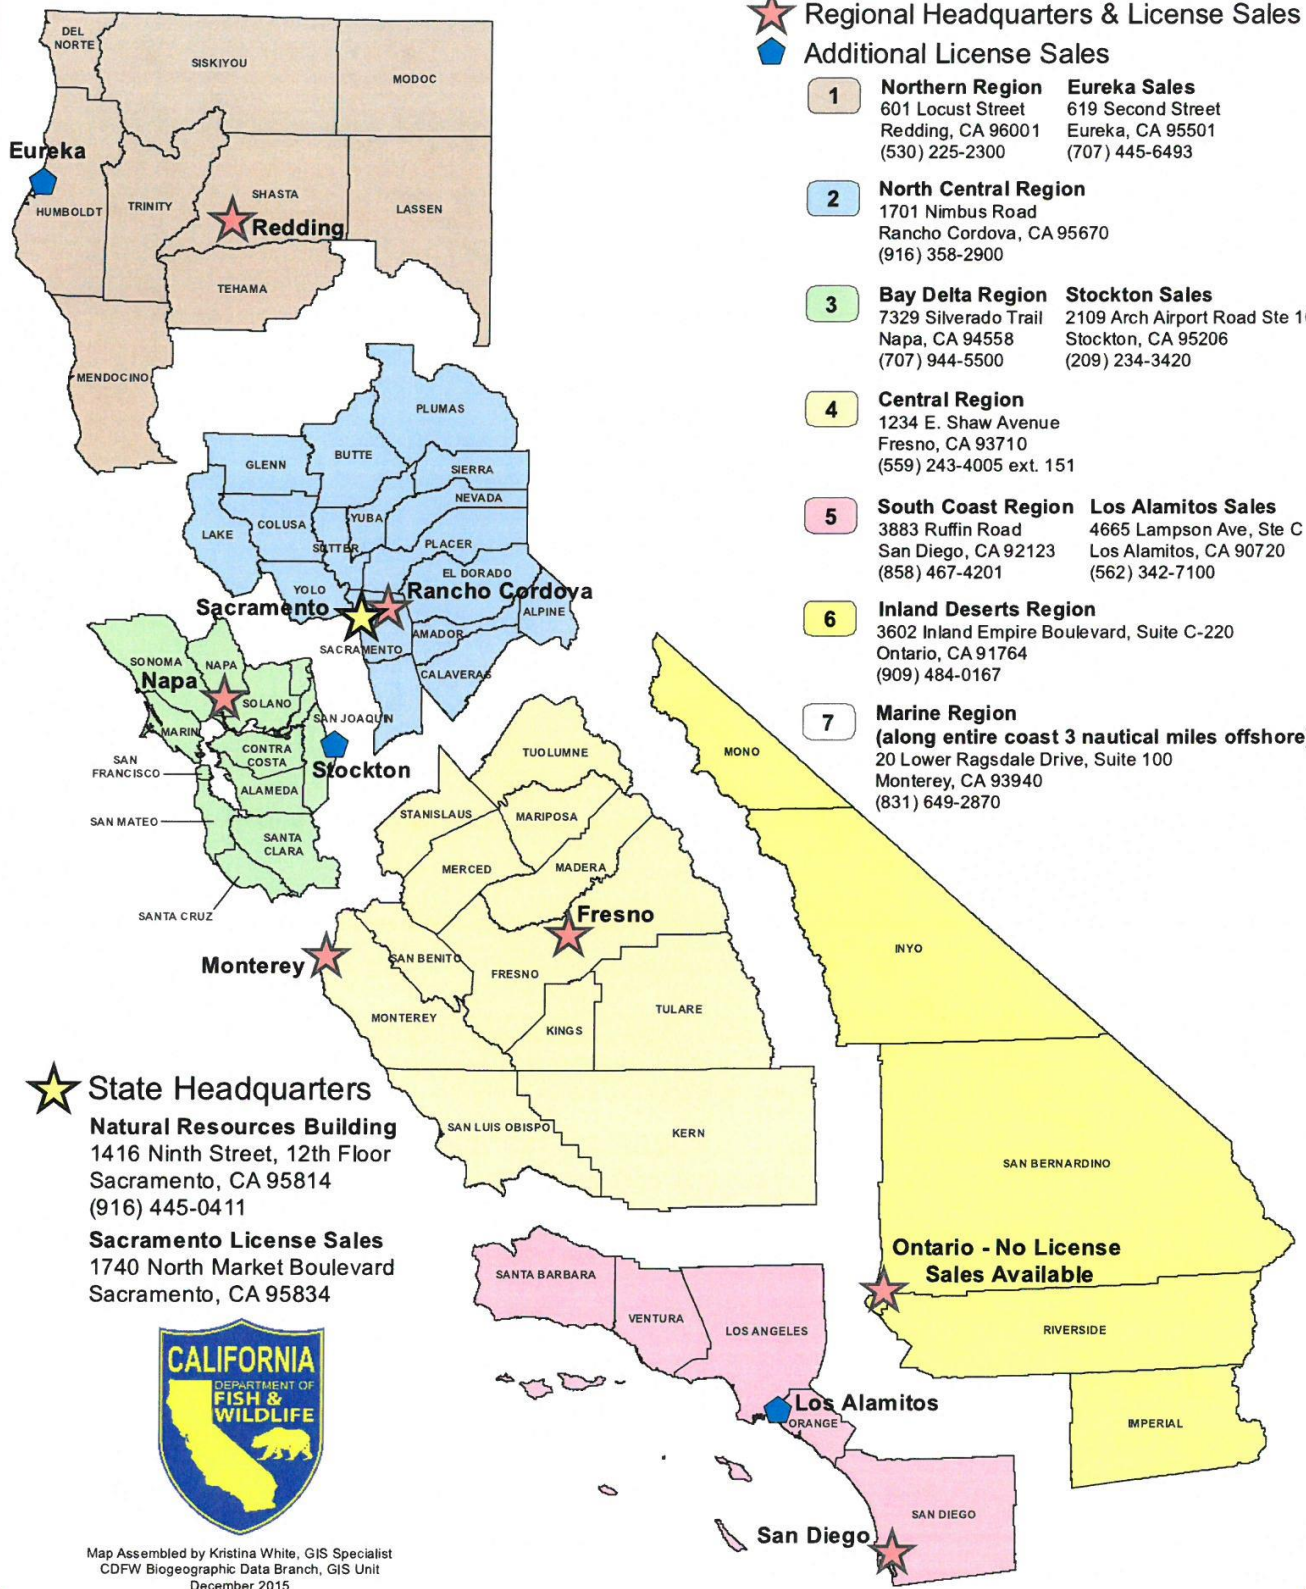 Regional Headquarters & License Sales
Additional License Sales
1
Northern Region
601 Locust Street
Redding, CA 96001
(530) 225-2300
Eureka Sales
619 Second Street
Eureka, CA 95501
(707) 445-6493
2
North Central Region
1701 Nimbus Road
Rancho Cordova, CA 95670
(916) 358-2900
3
Bay Delta Region
7329 Silverado Trail
Napa, CA 94558
(707) 944-5500
Stockton Sales
2109 Arch Airport Road Ste
Stockton, CA 95206
(209) 234-3420
4
Central Region
1234 E. Shaw Avenue
Fresno, CA 93710
(559) 243-4005 ext. 151
5
South Coast Region
3883 Ruffin Road
San Diego, CA 92123
(858) 467-4201
Los Alamitos Sales
4665 Lampson Ave, Ste C
Los Alamitos, CA 90720
(562) 342-7100
6
Inland Deserts Region
3602 Inland Empire Boulevard, Suite C-220
Ontario, CA 91764
(909) 484-0167
7
Marine Region
(along entire coast 3 nautical miles offshore)
20 Lower Ragsdale Drive, Suite 100
Monterey, CA 93940
(831) 649-2870
DEL
NORTE
SISKIYOU
MODOC
Eureka
HUMBOLDT
TRINITY
SHASTA
Redding
LASSEN
TEHAMA
MENDOCINO
PLUMAS
GLENN
BUTTE
SIERRA
NEVADA
LAKE
COLUSA
SUTTER
YUBA
PLACER
YOLO
EL DORADO
Sacramento
Rancho Cordova
ALPINE
AMADOR
SACRAMENTO
CALAVERAS
SONOMA
NAPA
Napa
SOLANO
MARIN
SAN JOAQUIN
CONTRA
COSTA
Stockton
SAN
FRANCISCO
ALAMEDA
SAN MATEO
SANTA
CLARA
SANTA CRUZ
TUOLUMNE
STANISLAUS
MARIPOSA
MERCED
MADERA
Fresno
Monterey
SAN BENITO
FRESNO
MONTEREY
KINGS
TULARE
SAN LUIS OBISPO
KERN
MONO
INYO
SAN BERNARDINO
Ontario - No License
Sales Available
RIVERSIDE
IMPERIAL
SANTA BARBARA
VENTURA
LOS ANGELES
Los Alamitos
ORANGE
SAN DIEGO
San Diego
State Headquarters
Natural Resources Building
1416 Ninth Street, 12th Floor
Sacramento, CA 95814
(916) 445-0411
Sacramento License Sales
1740 North Market Boulevard
Sacramento, CA 95834
CALIFORNIA
DEPARTMENT OF
FISH &
WILDLIFE
Map Assembled by Kristina White, GIS Specialist
CDFW Biogeographic Data Branch, GIS Unit
December 2015